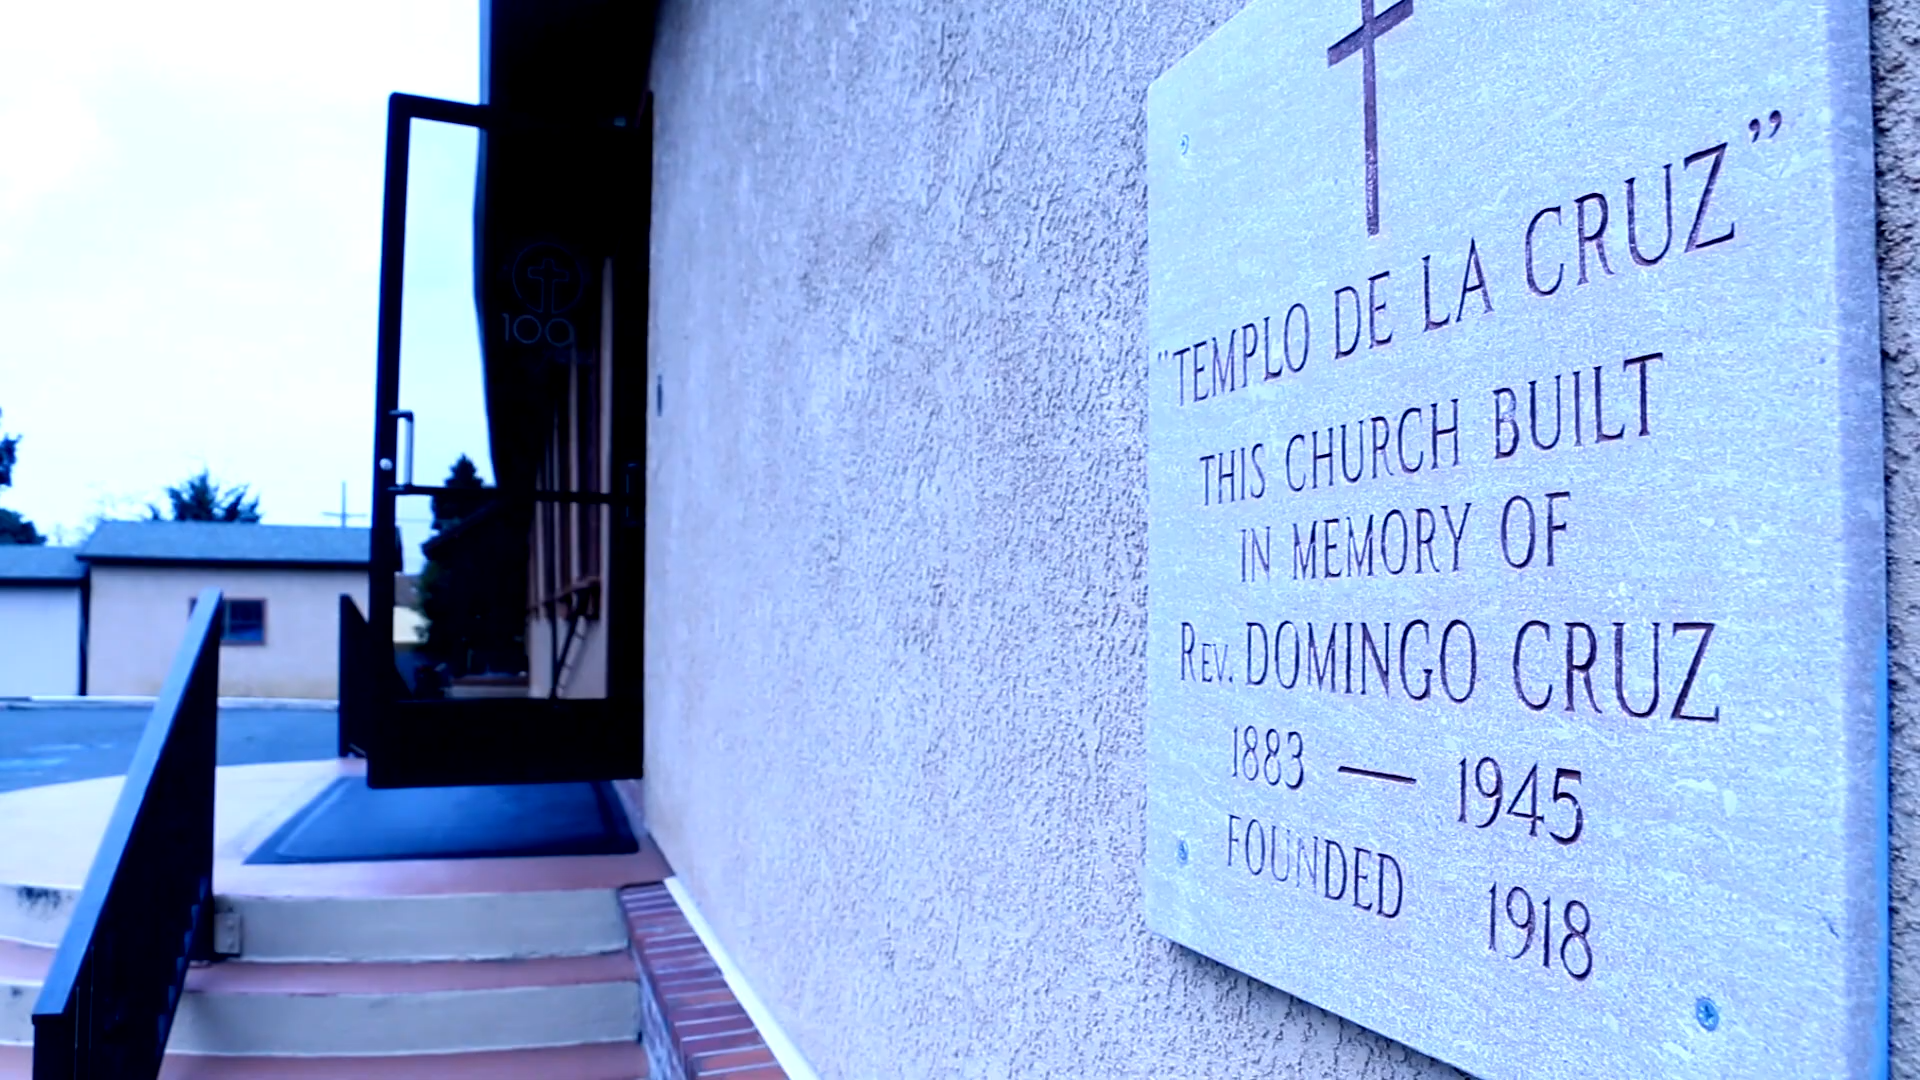 100
"TEMPLO DE LA CRUZ”
THIS CHURCH BUILT
IN MEMORY OF
REV. DOMINGO CRUZ
1883 — 1945
FOUNDED 1918